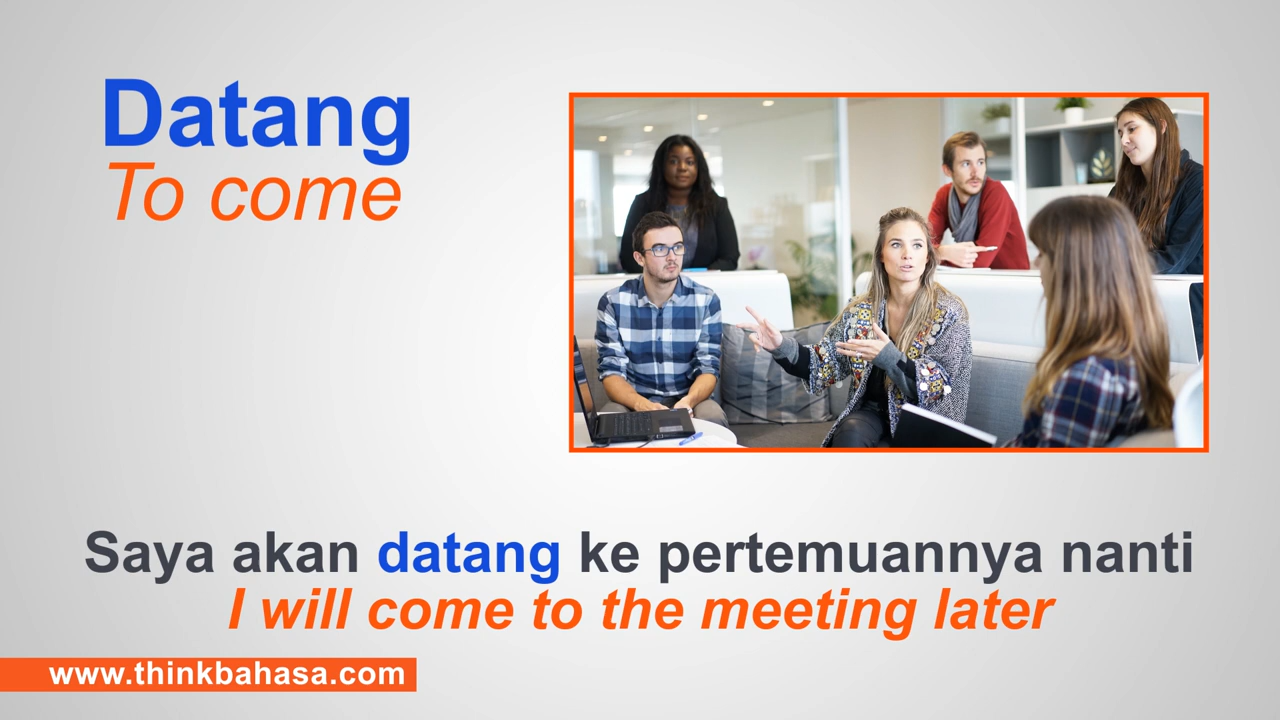 Datang
To come
Saya akan datang ke pertemuannya nanti
I will come to the meeting later
www.thinkbahasa.com